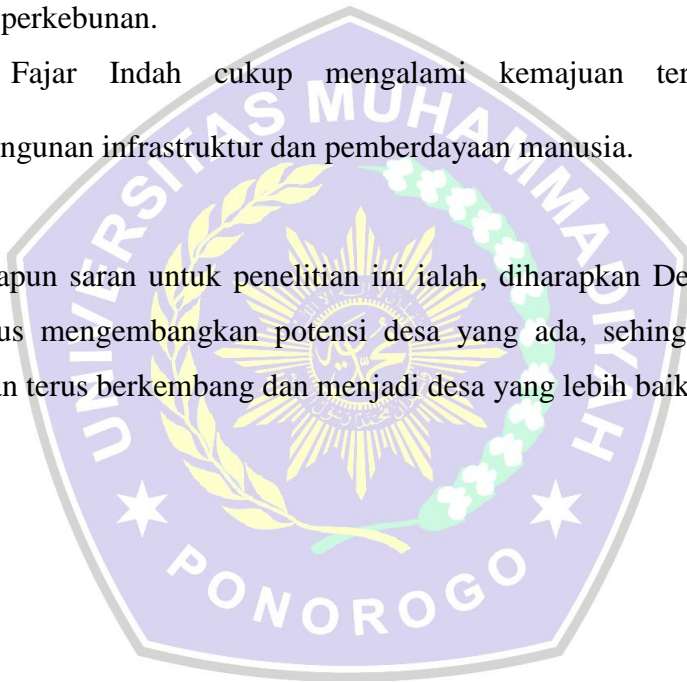 perkebunan.
Fajar Indah cukup mengalami kemajuan ter
ngunan infrastruktur dan pemberdayaan manusia.
apun saran untuk penelitian ini ialah, diharapkan De
us mengembangkan potensi desa yang ada, sehing
n terus berkembang dan menjadi desa yang lebih baik
UNIVERSITAS MUHAMMADIYAH
PONOROGO